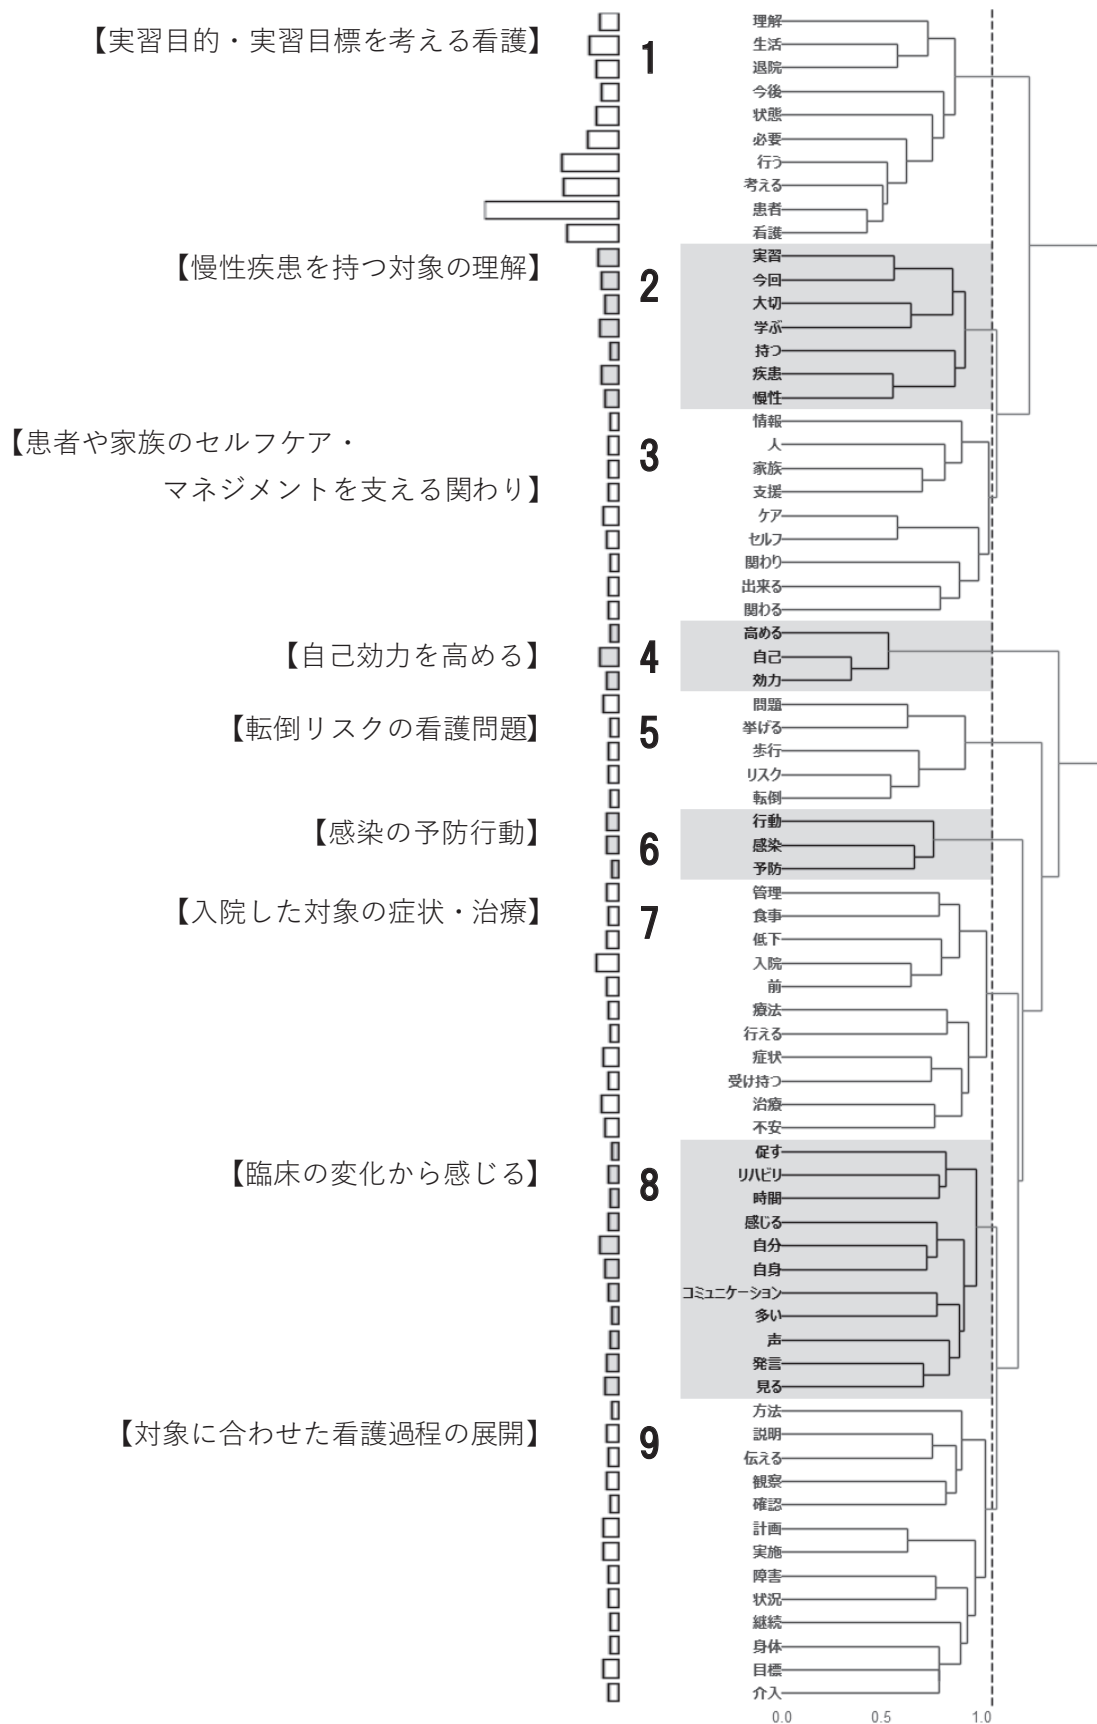 【実習目的・実習目標を考える看護】
1
理解
生活
退院
今後
状態
必要
行う
考える
患者
看護
【慢性疾患を持つ対象の理解】
2
実習
今回
大切
学ぶ
持つ
疾患
慢性
【患者や家族のセルフケア・
マネジメントを支える関わり】
3
情報
人
家族
支援
ケア
セルフ
関わり
出来る
関わる
【自己効力を高める】
4
高める
自己
効力
【転倒リスクの看護問題】
5
問題
挙げる
歩行
リスク
転倒
【感染の予防行動】
6
行動
感染
予防
【入院した対象の症状・治療】
7
管理
食事
低下
入院
前
療法
行える
症状
受け持つ
治療
不安
【臨床の変化から感じる】
8
促す
リハビリ
時間
感じる
自分
自身
コミュニケーション
多い
声
発言
見る
【対象に合わせた看護過程の展開】
9
方法
説明
伝える
観察
確認
計画
実施
障害
状況
継続
身体
目標
介入
0.0 0.5 1.0